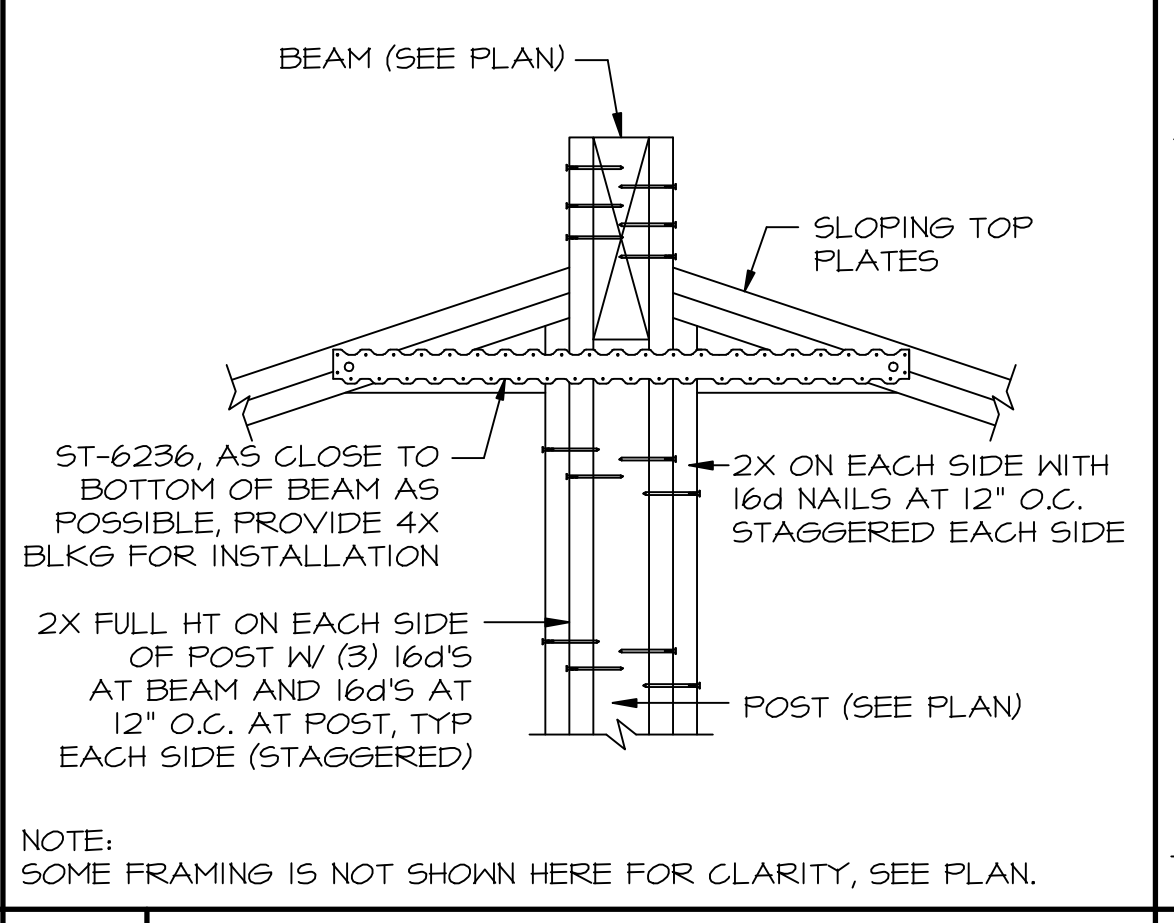 BEAM (SEE PLAN)
SLOPING TOP
PLATES
ST-6236, AS CLOSE TO
BOTTOM OF BEAM AS
POSSIBLE, PROVIDE 4X
BLKG FOR INSTALLATION
2X ON EACH SIDE WITH
16d NAILS AT 12" O.C.
STAGGERED EACH SIDE
2X FULL HT ON EACH SIDE
OF POST W/ (3) 16d'S
AT BEAM AND 16d'S AT
12" O.C. AT POST, TYP
EACH SIDE (STAGGERED)
POST (SEE PLAN)
NOTE:
SOME FRAMING IS NOT SHOWN HERE FOR CLARITY, SEE PLAN.